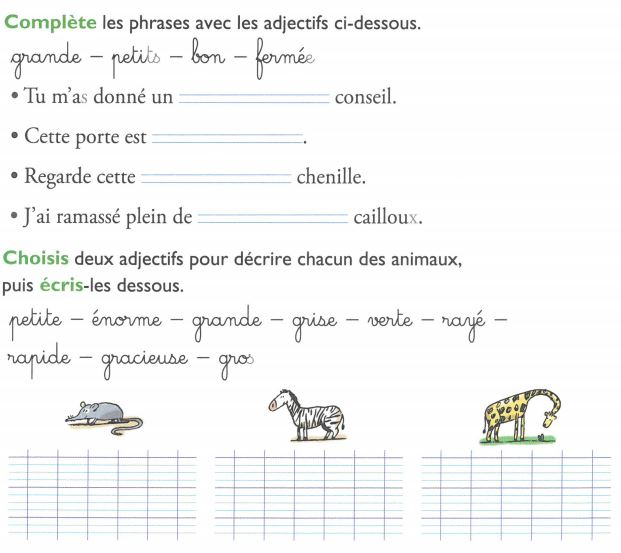 Complète les phrases avec les adjectifs ci-dessous.
grande – petits – bon – fermée
• Tu m'as donné un conseil.
• Cette porte est .
• Regarde cette chenille.
• J'ai ramassé plein de cailloux.
Choisis deux adjectifs pour décrire chacun des animaux,
puis écris-les dessous.
petite – énorme – grande – grise – verte – rayé –
rapide – gracieuse – gros